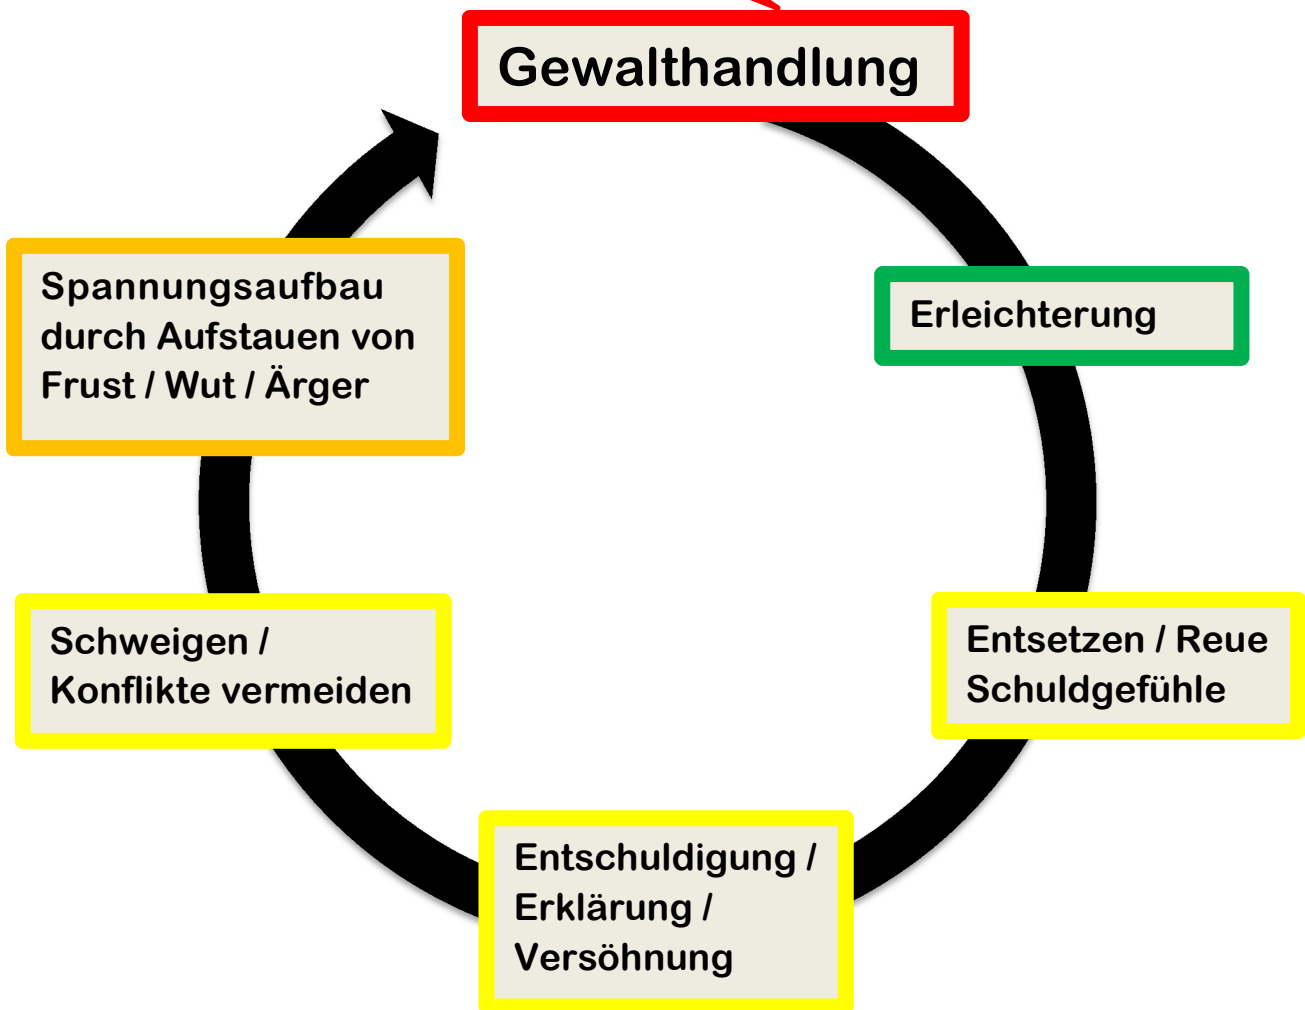 Gewalthandlung
Erleichterung
Entsetzen / Reue
Schuldgefühle
Entschuldigung /
Erklärung /
Versöhnung
Schweigen /
Konflikte vermeiden
Spannungsaufbau
durch Aufstauen von
Frust / Wut / Ärger